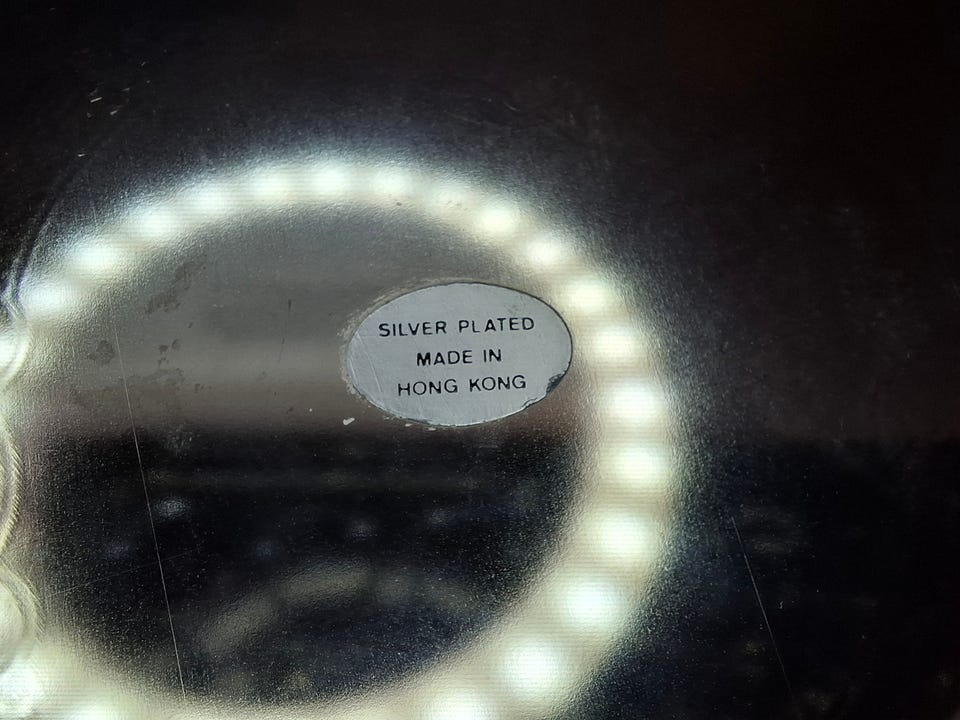 SILVER PLATED
MADE IN
HONG KONG